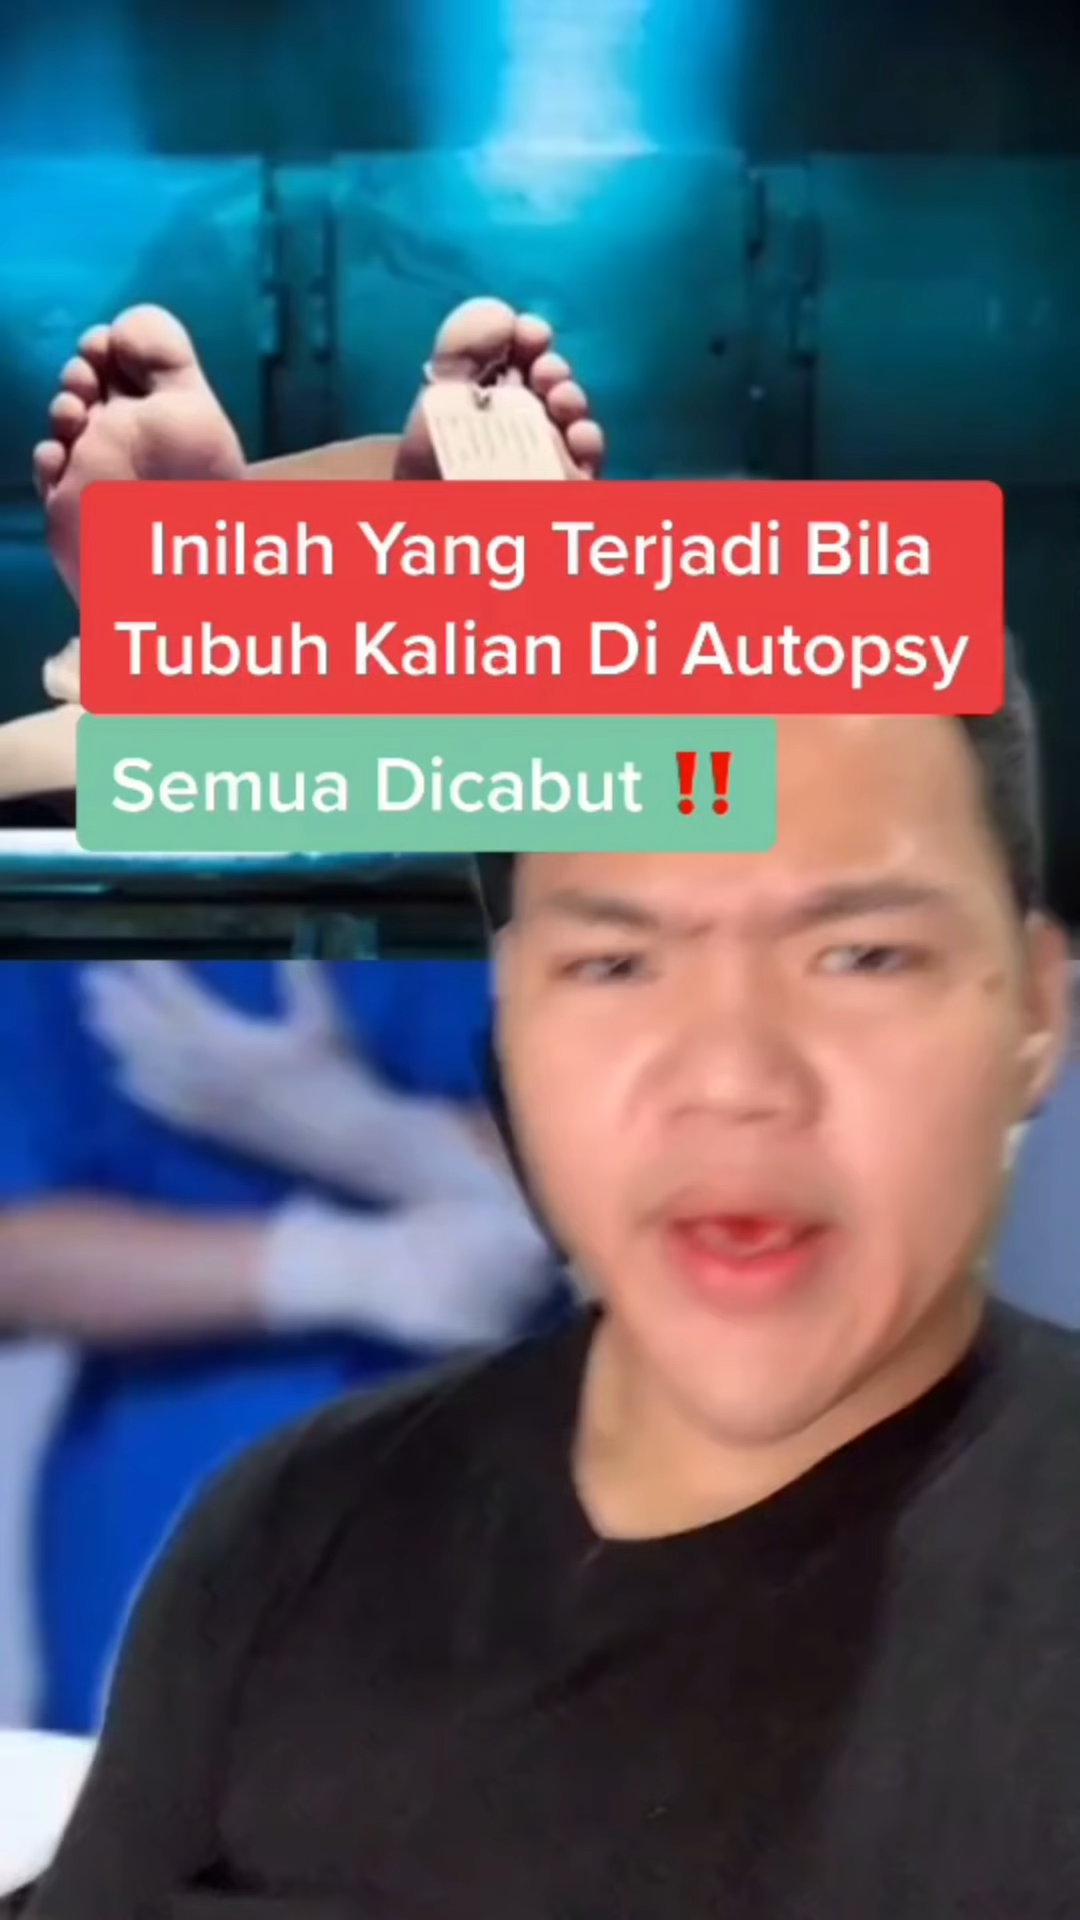 Inilah Yang Terjadi Bila
Tubuh Kalian Di Autopsy
Semua Dicabut ‼️